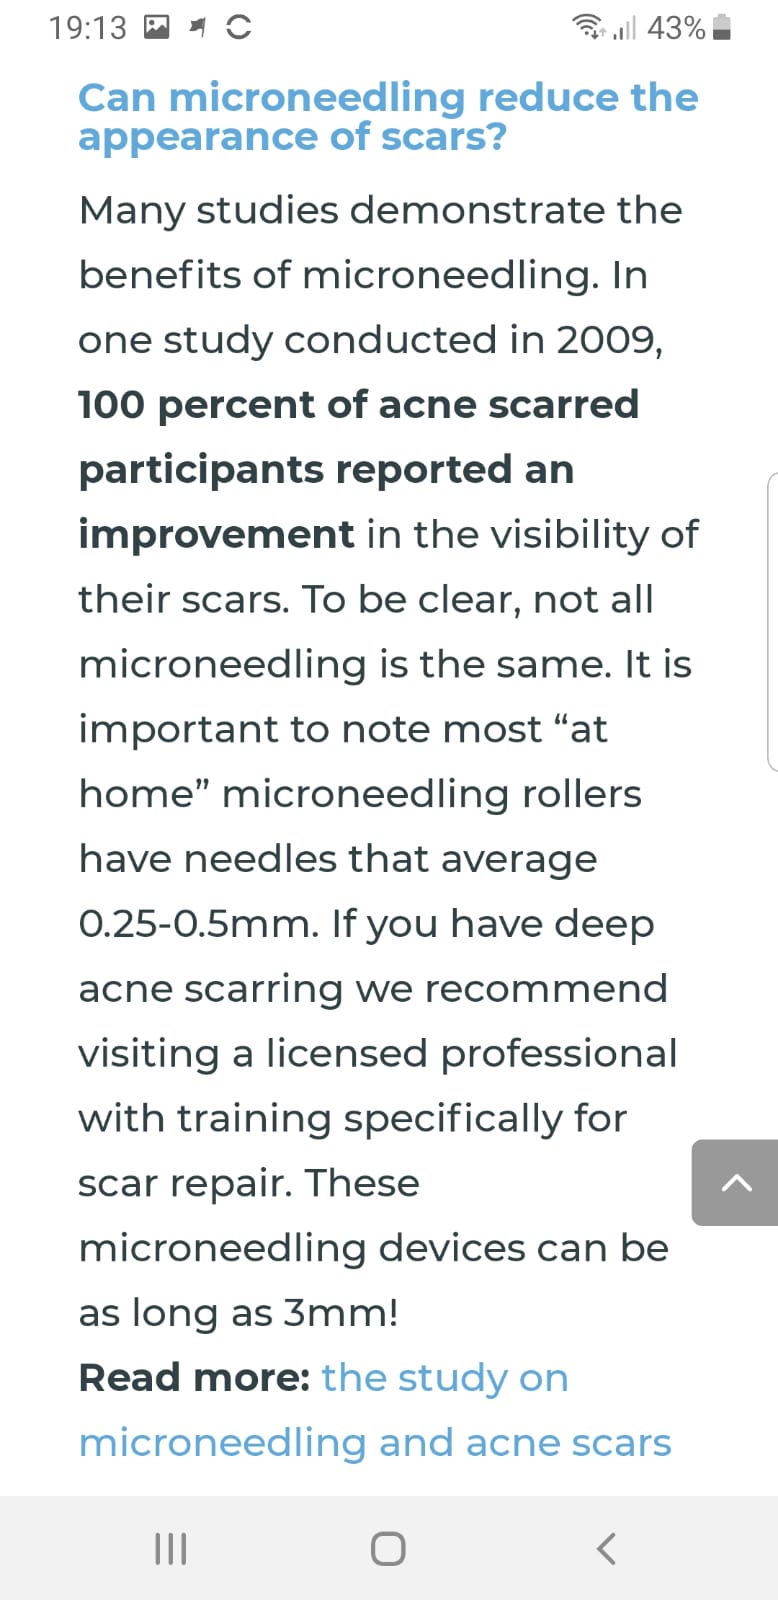 19:13
43%
Can microneedling reduce the
appearance of scars?
Many studies demonstrate the
benefits of microneedling. In
one study conducted in 2009,
100 percent of acne scarred
participants reported an
improvement in the visibility of
their scars. To be clear, not all
microneedling is the same. It is
important to note most “at
home” microneedling rollers
have needles that average
0.25-0.5mm. If you have deep
acne scarring we recommend
visiting a licensed professional
with training specifically for
scar repair. These
microneedling devices can be
as long as 3mm!
Read more: the study on
microneedling and acne scars